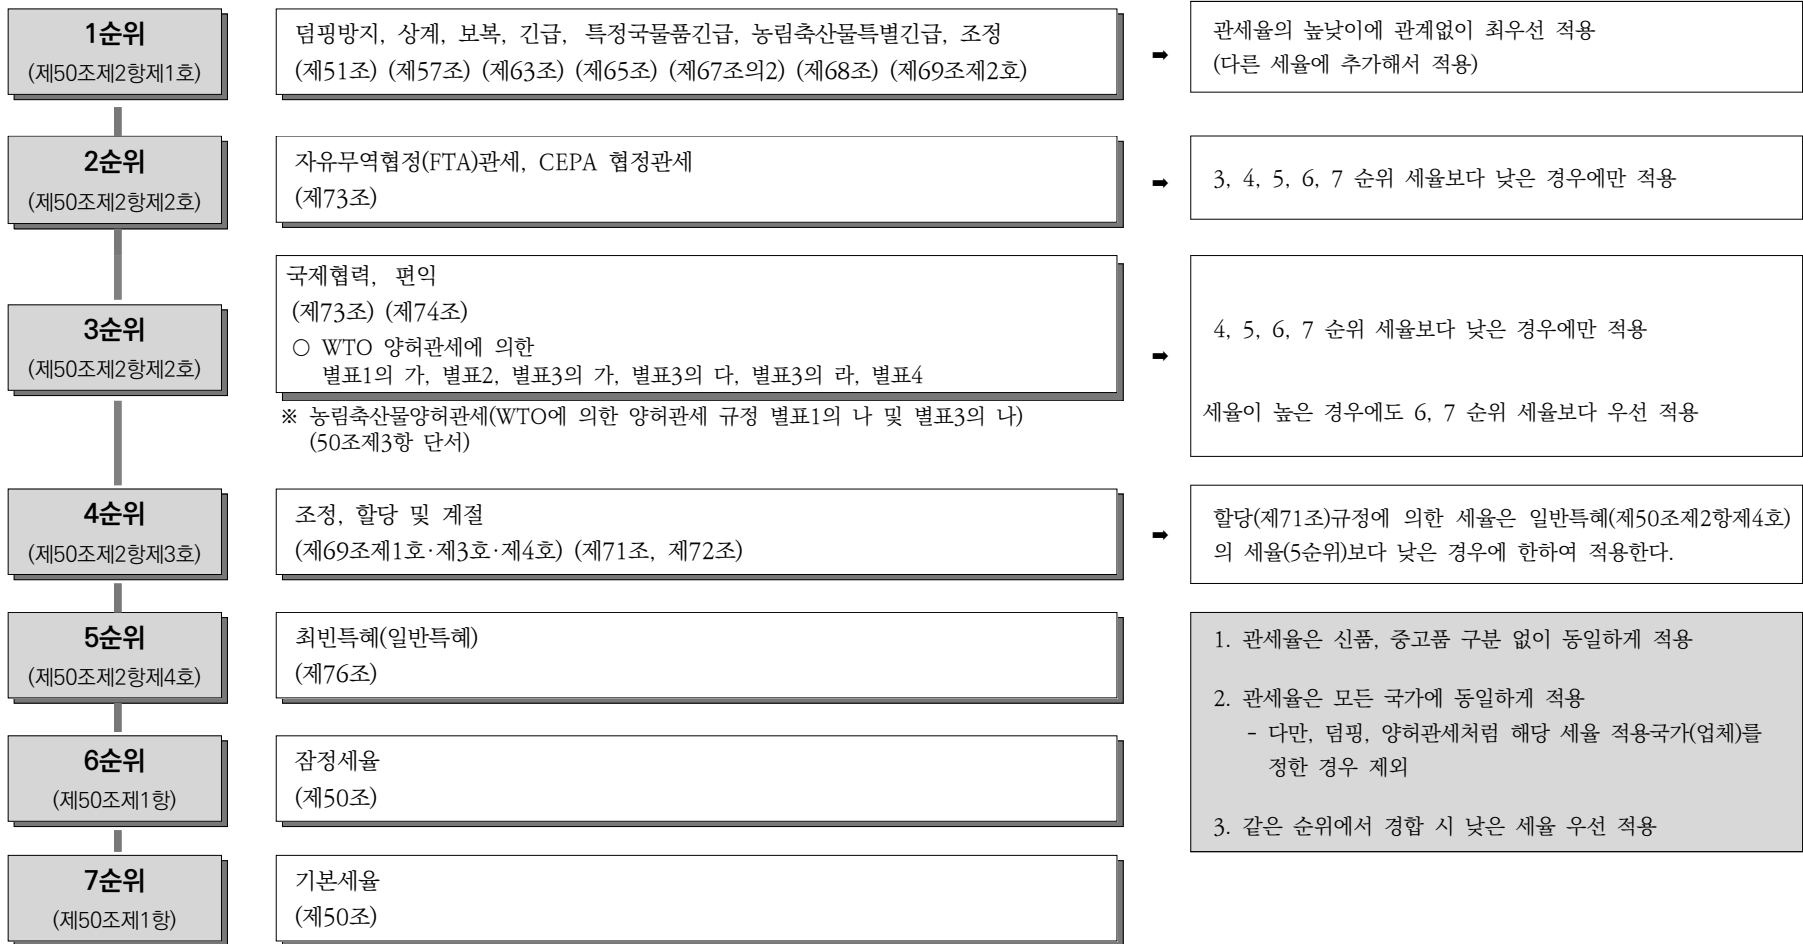 1순위
(제50조제2항제1호)
덤핑방지, 상계, 보복, 긴급, 특정국물품긴급, 농림축산물특별긴급, 조정
(제51조) (제57조) (제63조) (제65조) (제67조의2) (제68조) (제69조제2호)
➡
관세율의 높낮이에 관계없이 최우선 적용
(다른 세율에 추가해서 적용)
2순위
(제50조제2항제2호)
자유무역협정(FTA)관세, CEPA 협정관세
(제73조)
➡
3, 4, 5, 6, 7 순위 세율보다 낮은 경우에만 적용
3순위
(제50조제2항제2호)
국제협력, 편익
(제73조) (제74조)
○ WTO 양허관세에 의한
별표1의 가, 별표2, 별표3의 가, 별표3의 다, 별표3의 라, 별표4
※ 농림축산물양허관세(WTO에 의한 양허관세 규정 별표1의 나 및 별표3의 나)
(50조제3항 단서)
➡
4, 5, 6, 7 순위 세율보다 낮은 경우에만 적용
세율이 높은 경우에도 6, 7 순위 세율보다 우선 적용
4순위
(제50조제2항제3호)
조정, 할당 및 계절
(제69조제1호·제3호·제4호) (제71조, 제72조)
➡
할당(제71조)규정에 의한 세율은 일반특혜(제50조제2항제4호)
의 세율(5순위)보다 낮은 경우에 한하여 적용한다.
5순위
(제50조제2항제4호)
최빈특혜(일반특혜)
(제76조)
6순위
(제50조제1항)
잠정세율
(제50조)
7순위
(제50조제1항)
기본세율
(제50조)
1. 관세율은 신품, 중고품 구분 없이 동일하게 적용
2. 관세율은 모든 국가에 동일하게 적용
- 다만, 덤핑, 양허관세처럼 해당 세율 적용국가(업체)를
정한 경우 제외
3. 같은 순위에서 경합 시 낮은 세율 우선 적용